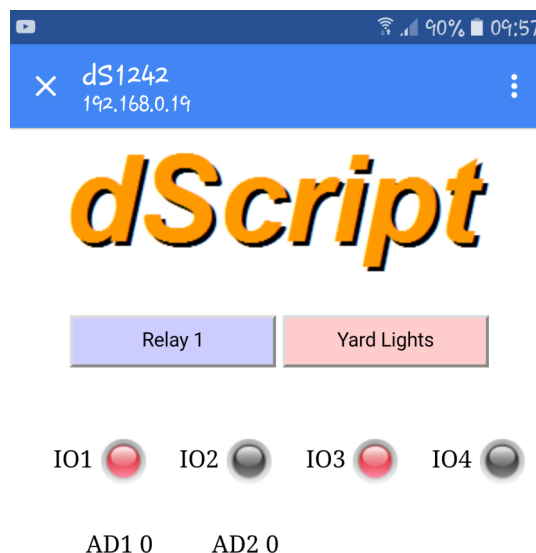 90% 09:57
dS1242
192.168.0.19
dScript
Relay 1 Yard Lights
IO1 IO2 IO3 IO4
AD1 0 AD2 0